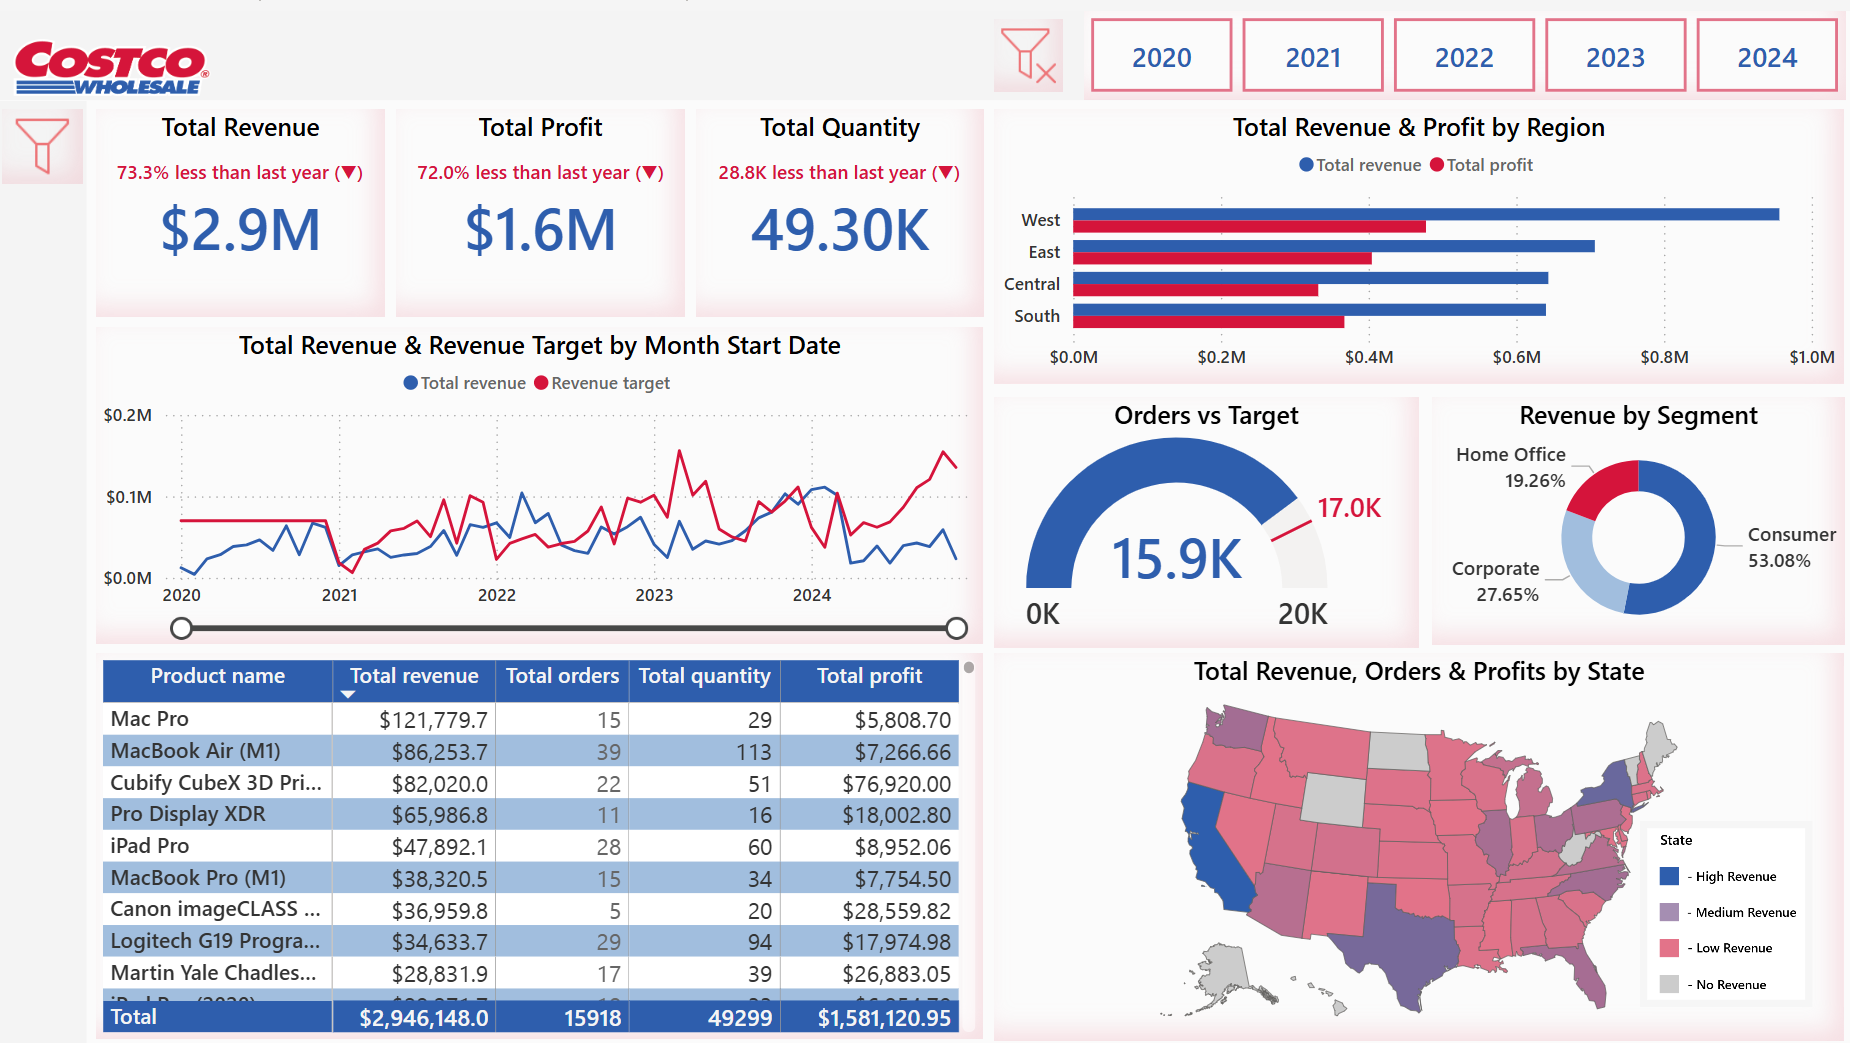 COSTCO
WHOLESALE
2020
2021
2022
2023
2024
Total Revenue
73.3% less than last year (▼)
$2.9M
Total Profit
72.0% less than last year (▼)
$1.6M
Total Quantity
28.8K less than last year (▼)
49.30K
Total Revenue & Profit by Region
Total revenue Total profit
West
East
Central
South
$0.0M $0.2M $0.4M $0.6M $0.8M $1.0M
Total Revenue & Revenue Target by Month Start Date
Total revenue Revenue target
$0.2M
$0.1M
$0.0M
2020 2021 2022 2023 2024
Orders vs Target
17.0K
15.9K
0K 20K
Revenue by Segment
Home Office
19.26%
Consumer
53.08%
Corporate
27.65%
Product name Total revenue Total orders Total quantity Total profit
Mac Pro $121,779.7 15 29 $5,808.70
MacBook Air (M1) $86,253.7 39 113 $7,266.66
Cubify CubeX 3D Pri... $82,020.0 22 51 $76,920.00
Pro Display XDR $65,986.8 11 16 $18,002.80
iPad Pro $47,892.1 28 60 $8,952.06
MacBook Pro (M1) $38,320.5 15 34 $7,754.50
Canon imageCLASS ... $36,959.8 5 20 $28,559.82
Logitech G19 Progra... $34,633.7 29 94 $17,974.98
Martin Yale Chadles... $28,831.9 17 39 $26,883.05
Total $2,946,148.0 15918 49299 $1,581,120.95
Total Revenue, Orders & Profits by State
State
- High Revenue
- Medium Revenue
- Low Revenue
- No Revenue